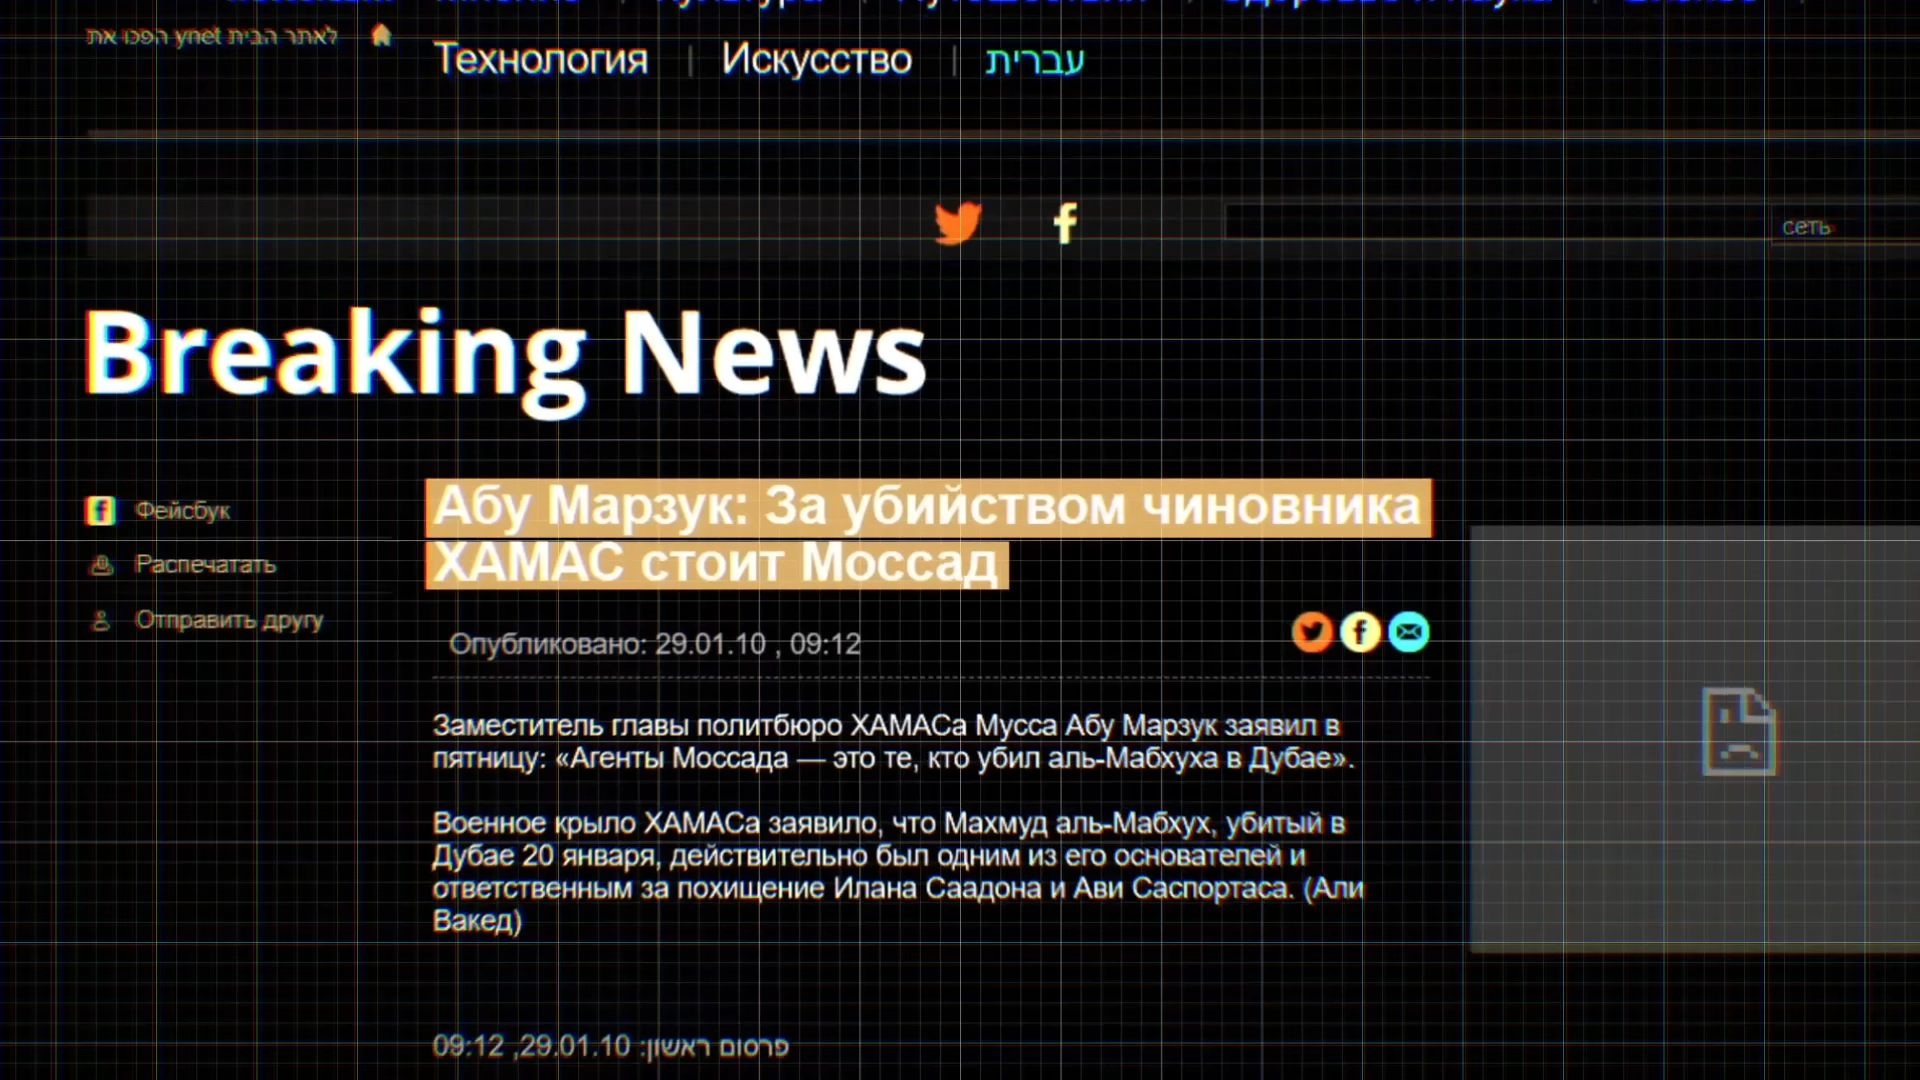 הפכו את ynet לאתר הבית
Технология | Искусство | עברית
сеть
Breaking News
Абу Марзук: За убийством чиновника
ХАМАС стоит Моссад
Фейсбук
Распечатать
Отправить другу
Опубликовано: 29.01.10 , 09:12
Заместитель главы политбюро ХАМАСа Мусса Абу Марзук заявил в
пятницу: «Агенты Моссада — это те, кто убил аль-Мабхуха в Дубае».
Военное крыло ХАМАСа заявило, что Махмуд аль-Мабхух, убитый в
Дубае 20 января, действительно был одним из его основателей и
ответственным за похищение Илана Саадона и Ави Саспортаса. (Али
Вакед)
פרסום ראשון: 29.01.10, 09:12